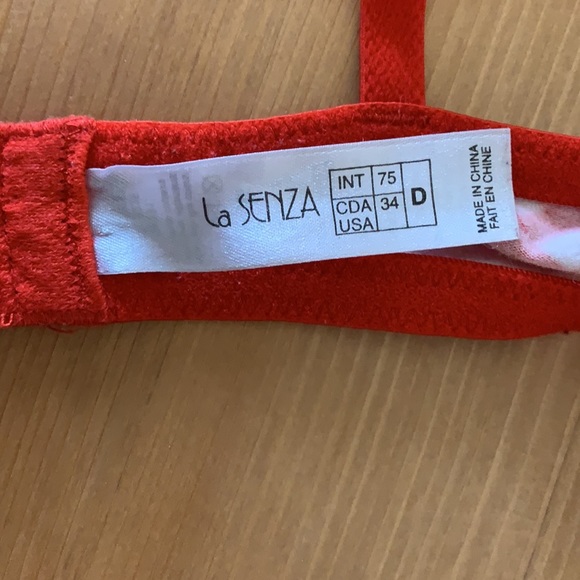 La SENZA
INT 75 D
CDA 34
USA
MADE IN CHINA
FAIT EN CHINE